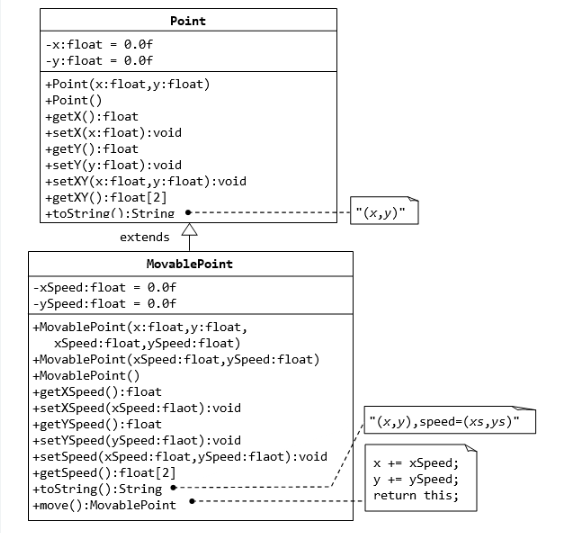 Point
-x:float = 0.0f
-y:float = 0.0f
+Point(x:float,y:float)
+Point()
+getX():float
+setX(x:float):void
+getY():float
+setY(y:float):void
+setXY(x:float,y:float):void
+getXY():float[2]
+toString():String
"(x,y)"
extends
MovablePoint
-xSpeed:float = 0.0f
-ySpeed:float = 0.0f
+MovablePoint(x:float,y:float,
xSpeed:float,ySpeed:float)
+MovablePoint(xSpeed:float,ySpeed:float)
+MovablePoint()
+getXSpeed():float
+setXSpeed(xSpeed:flaot):void
+getYSpeed():float
+setYSpeed(ySpeed:flaot):void
+setSpeed(xSpeed:float,ySpeed:flaot):void
+getSpeed():float[2]
+toString():String
+move():MovablePoint
"(x,y),speed=(xs,ys)"
x += xSpeed;
y += ySpeed;
return this;